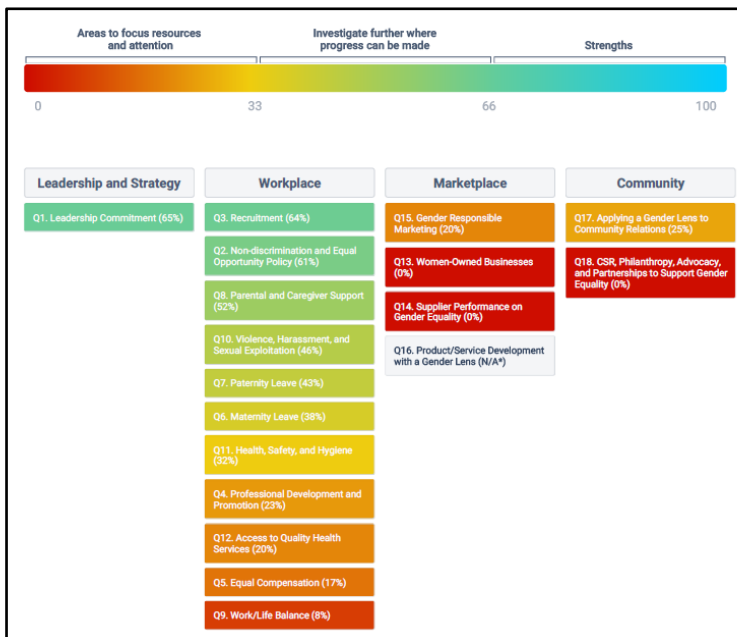 Areas to focus resources
and attention
Investigate further where
progress can be made
Strengths
0
33
66
100
Leadership and Strategy
Q1. Leadership Commitment (65%)
Workplace
Q3. Recruitment (64%)
Q2. Non-discrimination and Equal
Opportunity Policy (61%)
Q8. Parental and Caregiver Support
(52%)
Q10. Violence, Harassment, and
Sexual Exploitation (46%)
Q7. Paternity Leave (43%)
Q6. Maternity Leave (38%)
Q11. Health, Safety, and Hygiene
(32%)
Q4. Professional Development and
Promotion (23%)
Q12. Access to Quality Health
Services (20%)
Q5. Equal Compensation (17%)
Q9. Work/Life Balance (8%)
Marketplace
Q15. Gender Responsible
Marketing (20%)
Q13. Women-Owned Businesses
(0%)
Q14. Supplier Performance on
Gender Equality (0%)
Q16. Product/Service Development
with a Gender Lens (N/A*)
Community
Q17. Applying a Gender Lens to
Community Relations (25%)
Q18. CSR, Philanthropy, Advocacy,
and Partnerships to Support Gender
Equality (0%)